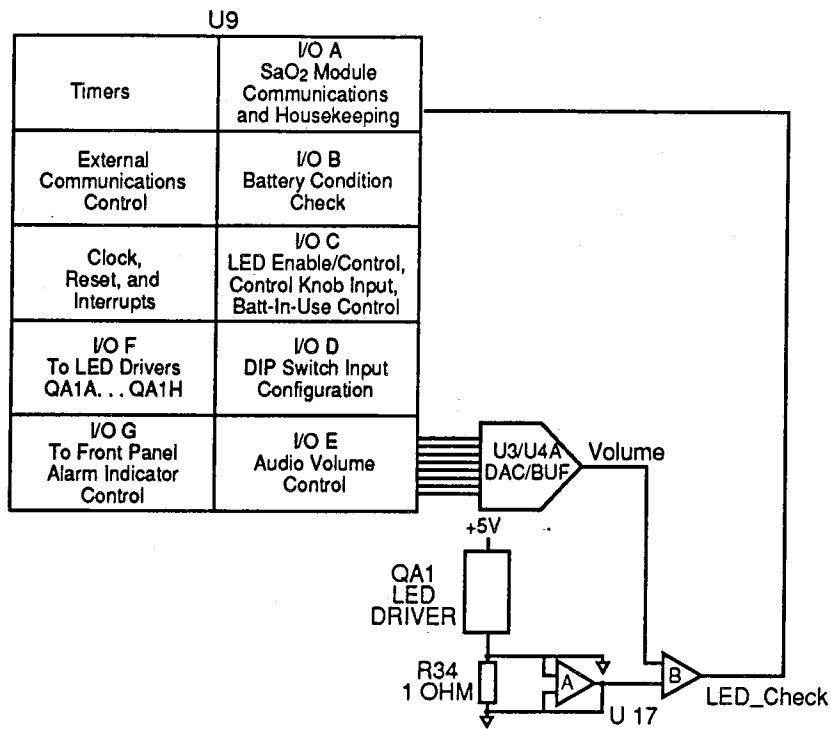 U9
Timers
I/O A
SaO2 Module
Communications
and Housekeeping
External
Communications
Control
I/O B
Battery Condition
Check
Clock,
Reset, and
Interrupts
I/O C
LED Enable/Control,
Control Knob Input,
Batt-In-Use Control
I/O F
To LED Drivers
QA1A. . . QA1H
I/O D
DIP Switch Input
Configuration
I/O G
To Front Panel
Alarm Indicator
Control
I/O E
Audio Volume
Control
U3/U4A
DAC/BUF
Volume
+5V
QA1
LED
DRIVER
R34
1 OHM
A
U 17
B
LED_Check